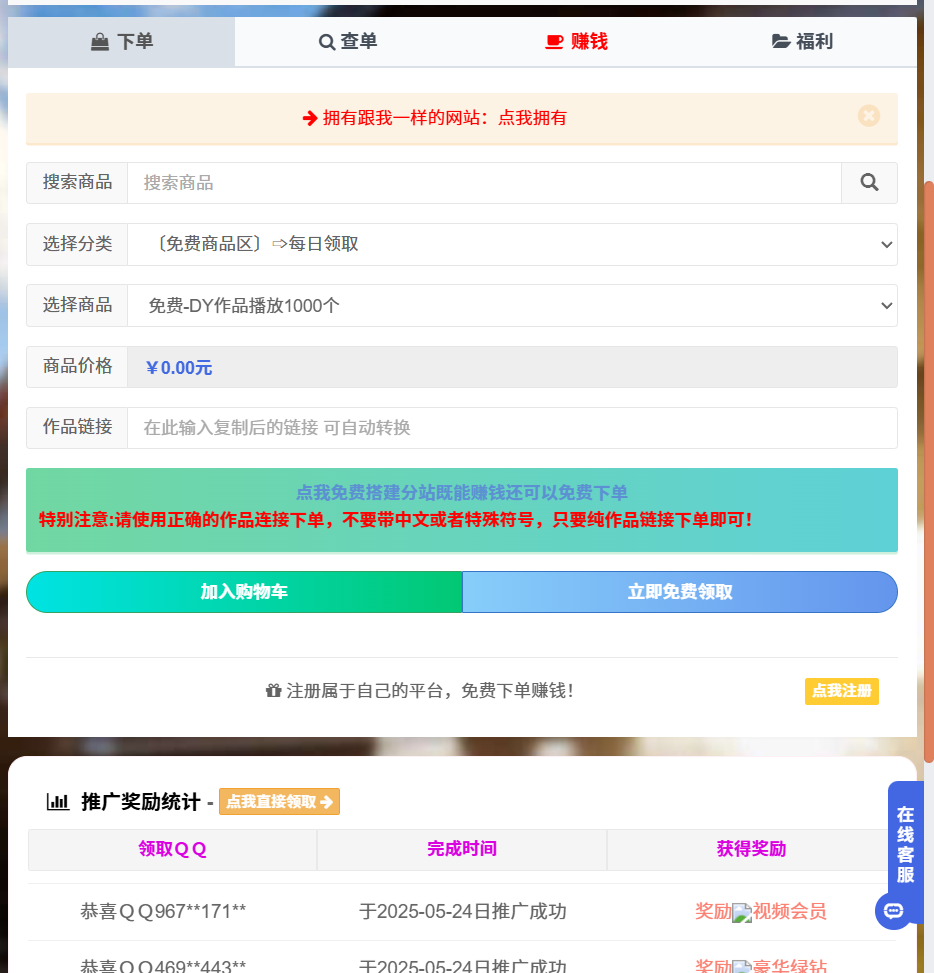 下单
查单
赚钱
福利
拥有跟我一样的网站：点我拥有
搜索商品
搜索商品
选择分类
〔免费商品区〕⇨每日领取
选择商品
免费-DY作品播放1000个
商品价格
￥0.00元
作品链接
在此输入复制后的链接 可自动转换
点我免费搭建分站既能赚钱还可以免费下单
特别注意:请使用正确的作品连接下单，不要带中文或者特殊符号，只要纯作品链接下单即可！
加入购物车
立即免费领取
注册属于自己的平台，免费下单赚钱！
点我注册
推广奖励统计 - 点我直接领取
在线客服
领取ＱＱ
完成时间
获得奖励
恭喜ＱＱ967**171**
于2025-05-24日推广成功
奖励视频会员
恭喜ＱＱ469**443**
于2025-05-24日推广成功
奖励豪华绿钻